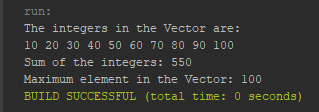 run:
The integers in the Vector are:
10 20 30 40 50 60 70 80 90 100
Sum of the integers: 550
Maximum element in the Vector: 100
BUILD SUCCESSFUL (total time: 0 seconds)